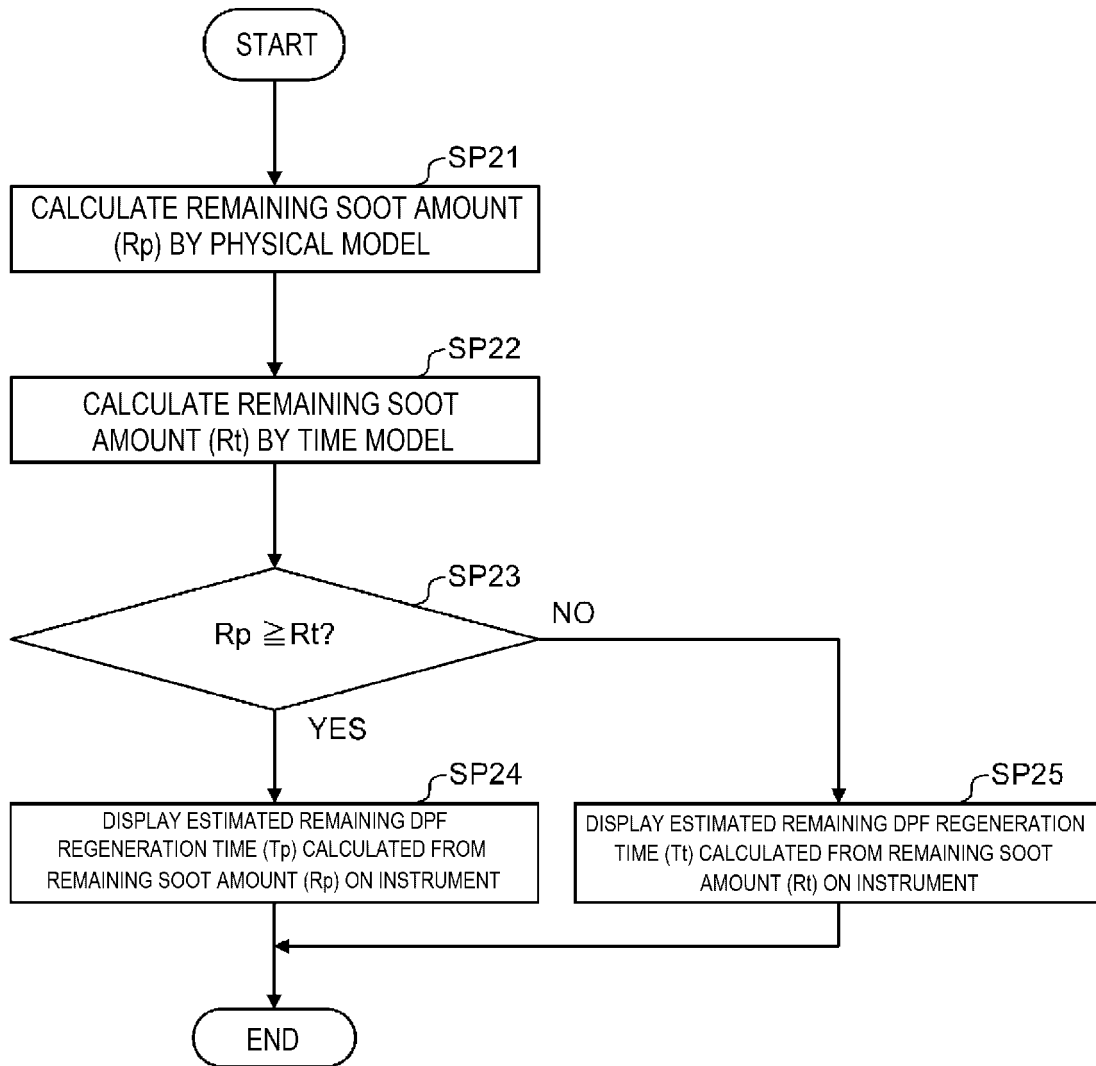 START
SP21
CALCULATE REMAINING SOOT AMOUNT
(Rp) BY PHYSICAL MODEL
SP22
CALCULATE REMAINING SOOT
AMOUNT (Rt) BY TIME MODEL
SP23
Rp ≧Rt?
NO
YES
SP24
DISPLAY ESTIMATED REMAINING DPF
REGENERATION TIME (Tp) CALCULATED FROM
REMAINING SOOT AMOUNT (Rp) ON INSTRUMENT
SP25
DISPLAY ESTIMATED REMAINING DPF REGENERATION
TIME (Tt) CALCULATED FROM REMAINING SOOT
AMOUNT (Rt) ON INSTRUMENT
END